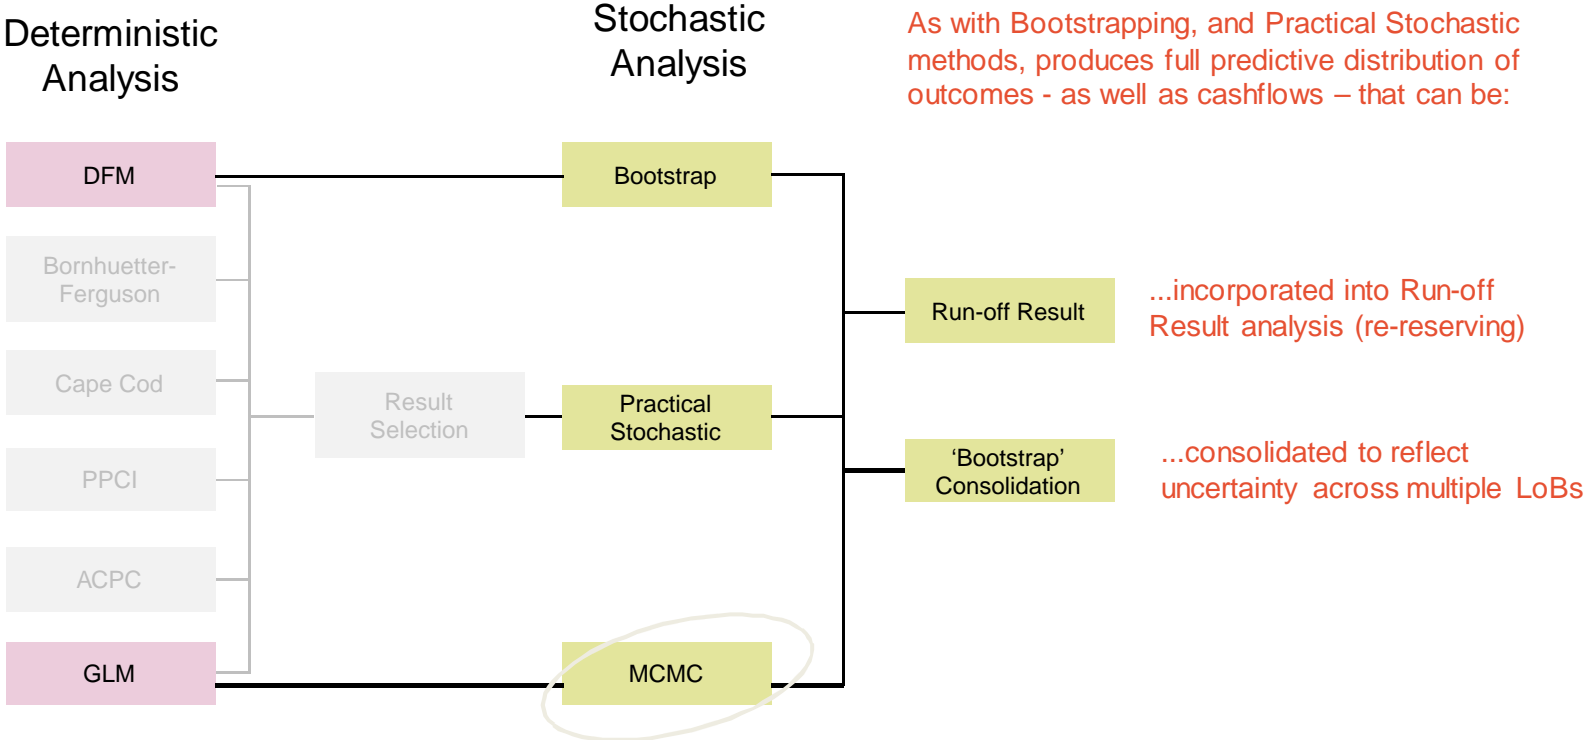 Deterministic
Analysis
Stochastic
Analysis
As with Bootstrapping, and Practical Stochastic
methods, produces full predictive distribution of
outcomes - as well as cashflows – that can be:
DFM
Bootstrap
Bornhuetter-
Ferguson
Run-off Result
...incorporated into Run-off
Result analysis (re-reserving)
Cape Cod
Result
Selection
Practical
Stochastic
PPCI
‘Bootstrap’
Consolidation
...consolidated to reflect
uncertainty across multiple LoBs
ACPC
GLM
MCMC